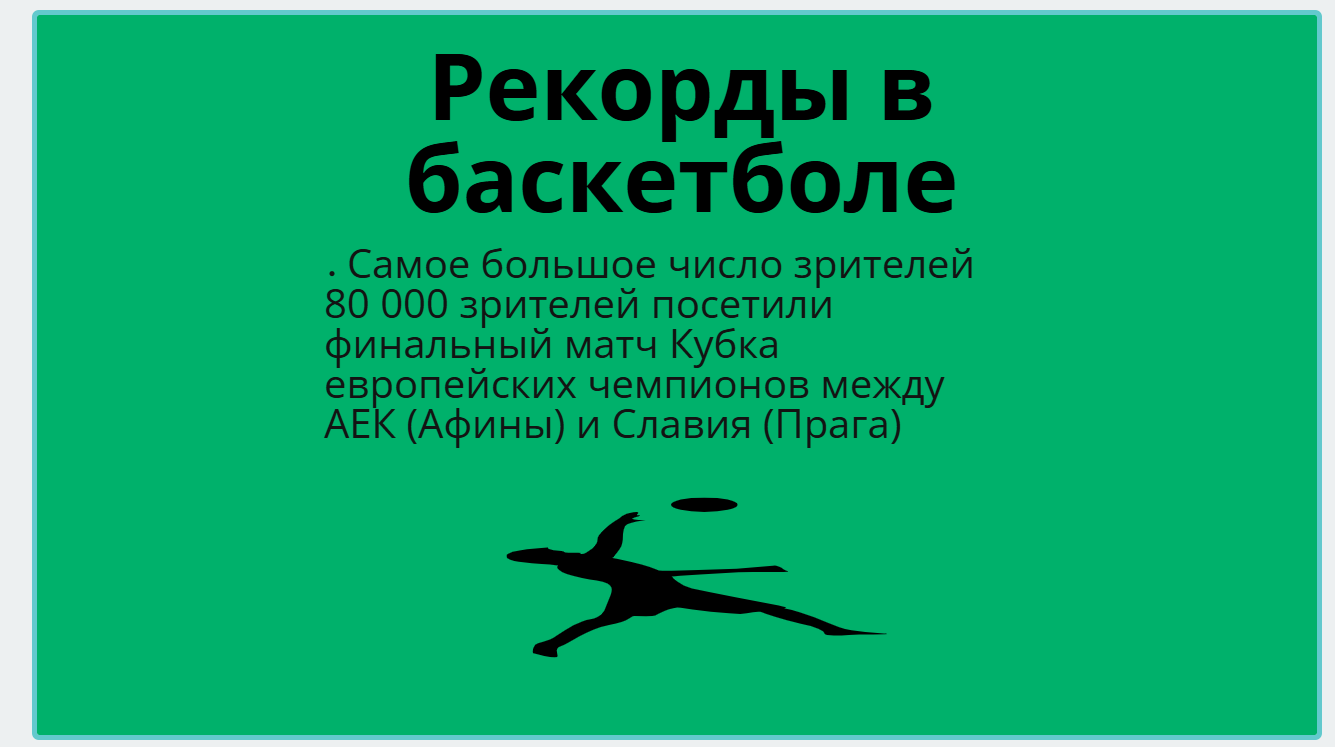 Рекорды в
баскетболе
. Самое большое число зрителей
80 000 зрителей посетили
финальный матч Кубка
европейских чемпионов между
АЕК (Афины) и Славия (Прага)